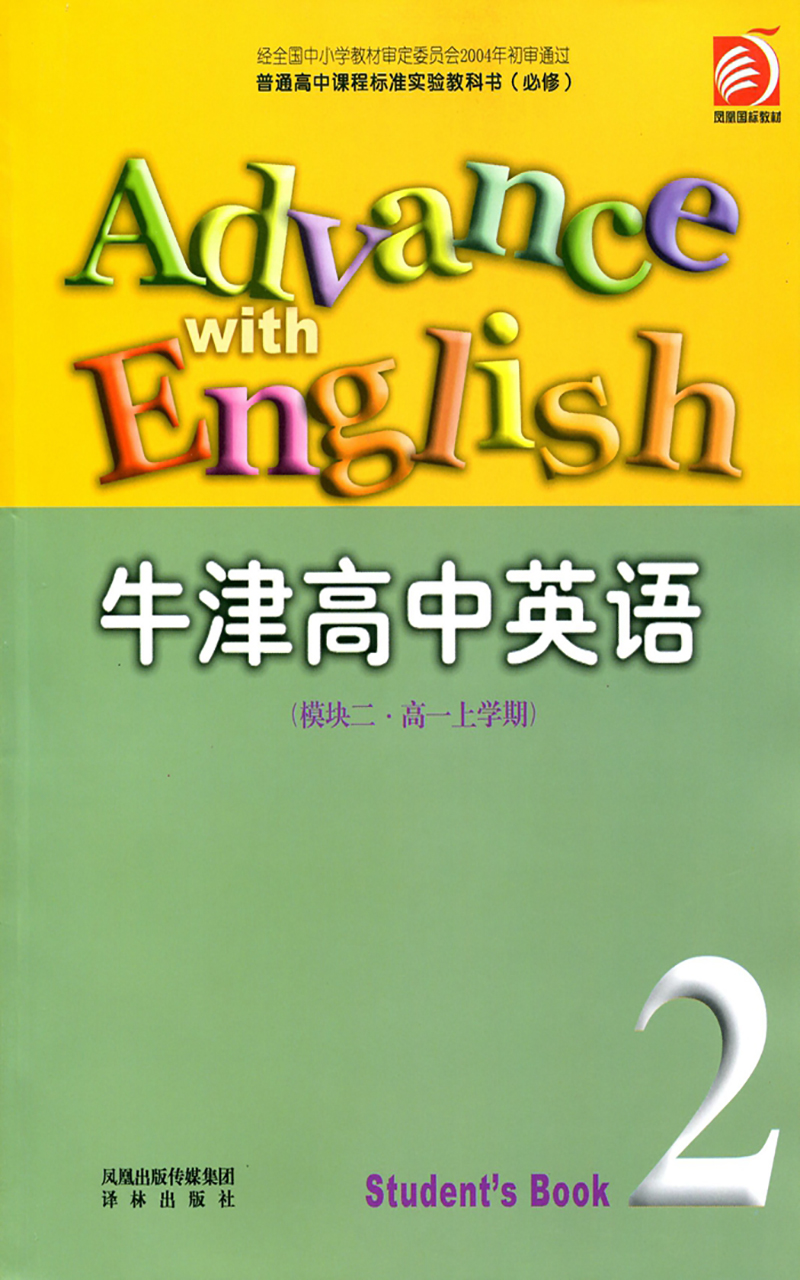 经全国中小学教材审定委员会2004年初审通过
普通高中课程标准实验教科书（必修）
凤凰国标教材
Advance
with
English
牛津高中英语
（模块二·高一上学期）
2
凤凰出版传媒集团
译林出版社
Student's Book